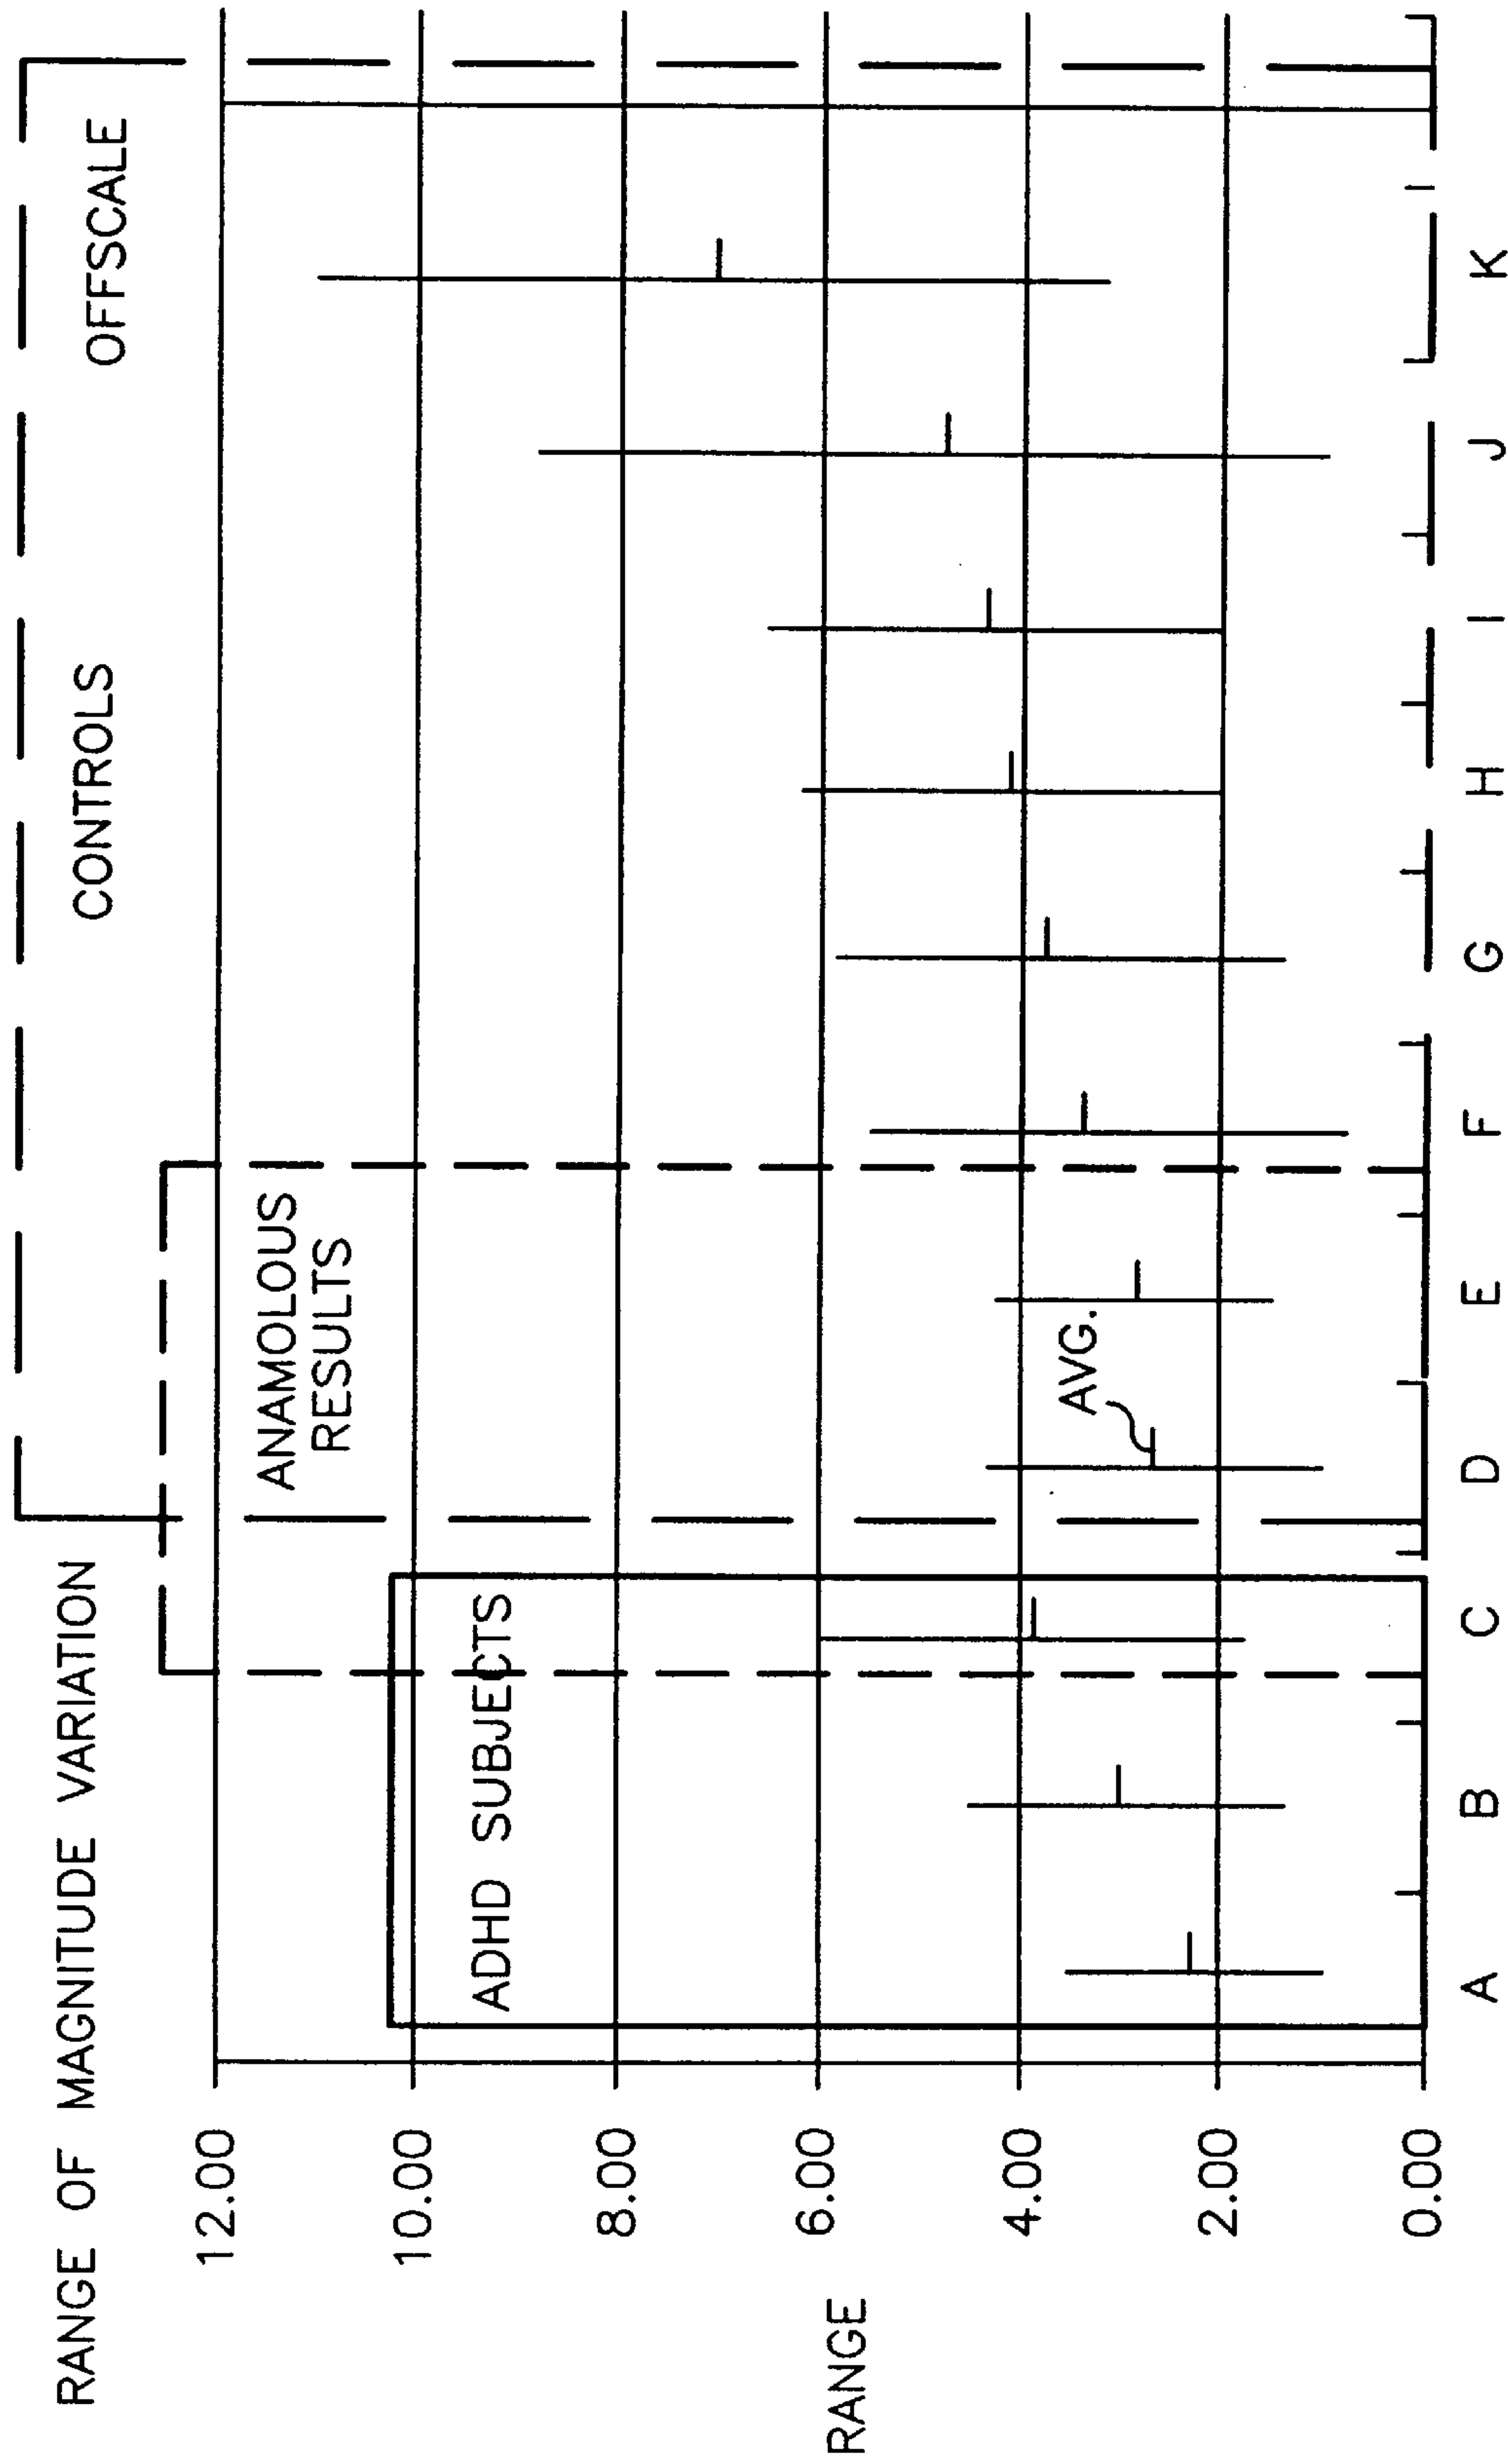 RANGE OF MAGNITUDE VARIATION
CONTROLS
OFFSCALE
ANAMOLOUS
RESULTS
ADHD SUBJECTS
AVG.
RANGE
12.00
10.00
8.00
6.00
4.00
2.00
0.00
A B C D E F G H I J K